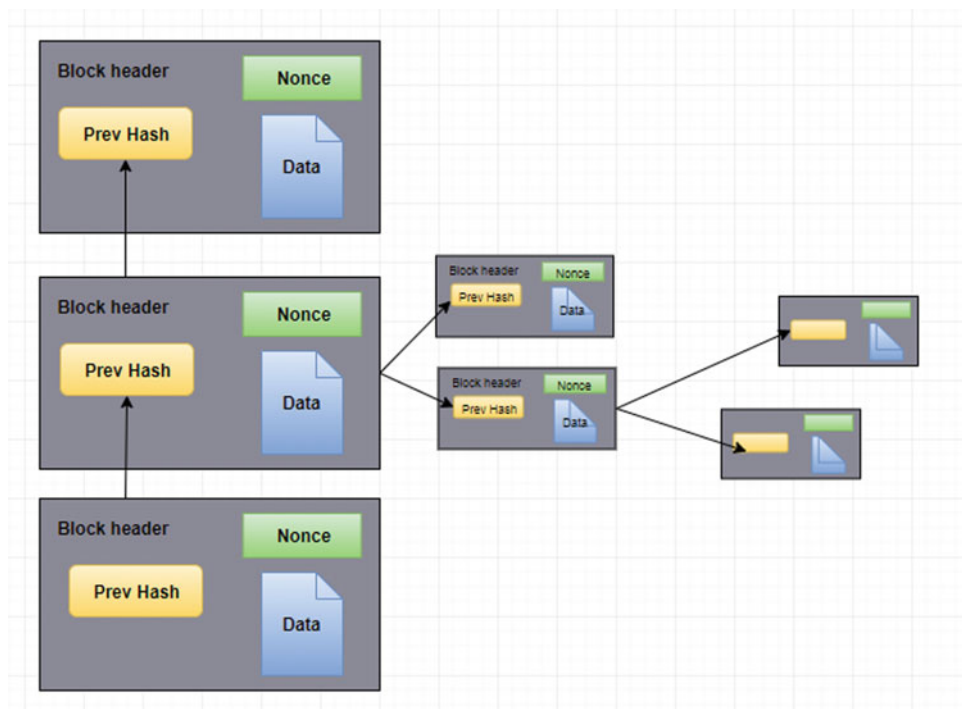 Block header
Nonce
Prev Hash
Data
Block header
Nonce
Prev Hash
Data
Block header
Nonce
Prev Hash
Data
Block header
Nonce
Prev Hash
Data
Block header
Nonce
Prev Hash
Data